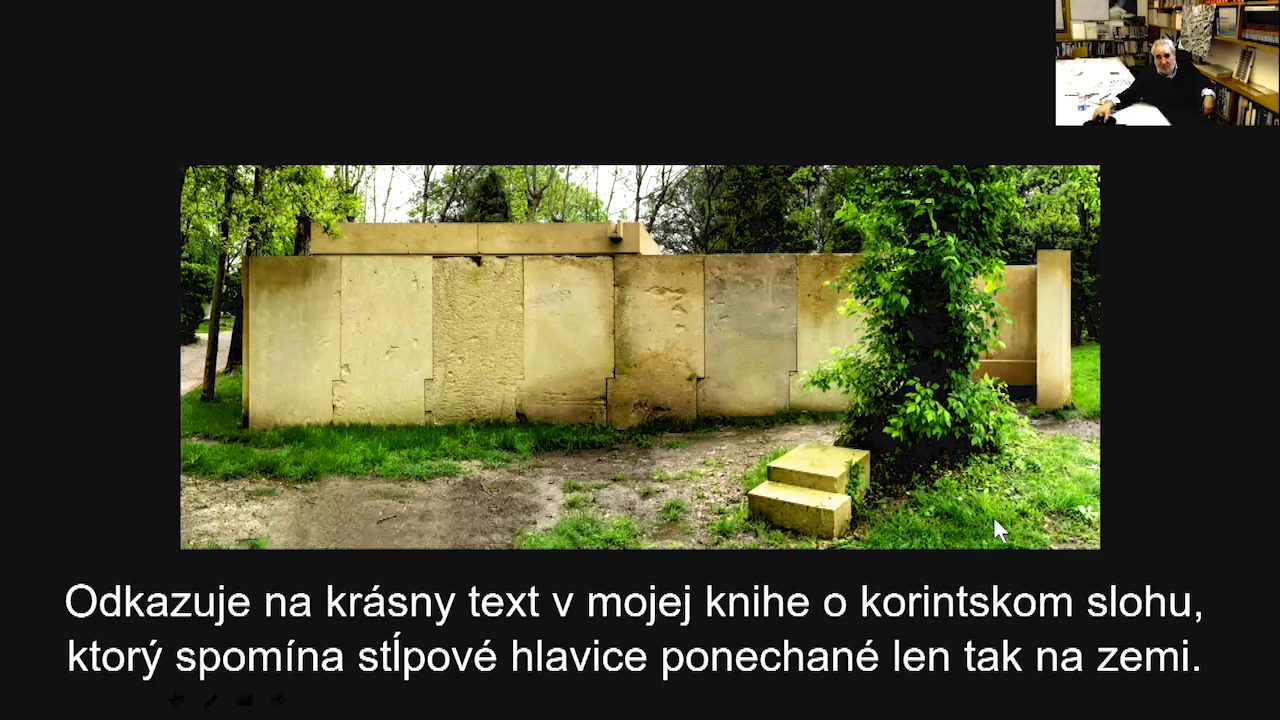 Odkazuje na krásny text v mojej knihe o korintskom slohu,
ktorý spomína stĺpové hlavice ponechané len tak na zemi.